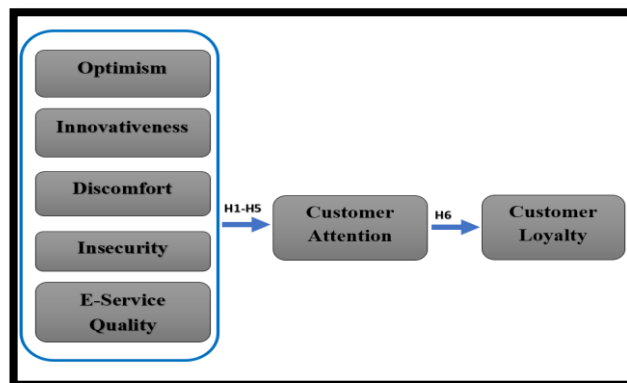 Optimism
Innovativeness
Discomfort
Insecurity
E-Service
Quality
H1-H5
Customer
Attention
H6
Customer
Loyalty